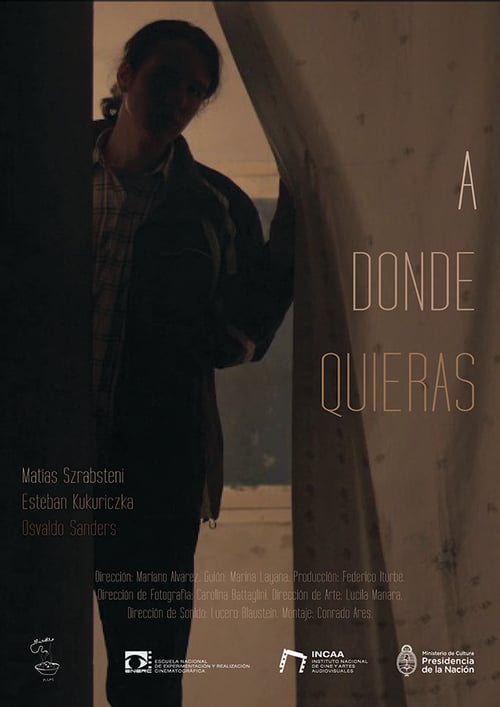 A
DONDE
QUIERAS
Matias Szrabsteni
Esteban Kukuriczka
Osvaldo Sanders
Dirección: Mariano Alvarez. Guión: Marina Layana. Producción: Federico Iturbe.
Dirección de Fotografía: Carolina Battaglini. Dirección de Arte: Lucila Manara.
Dirección de Sonido: Lucero Blaustein. Montaje: Conrado Ares.
ENERC
ESCUELA NACIONAL
DE EXPERIMENTACIÓN Y REALIZACIÓN
CINEMATOGRÁFICA
INCAA
INSTITUTO NACIONAL
DE CINE Y ARTES
AUDIOVISUALES
Ministerio de Cultura
Presidencia
de la Nación